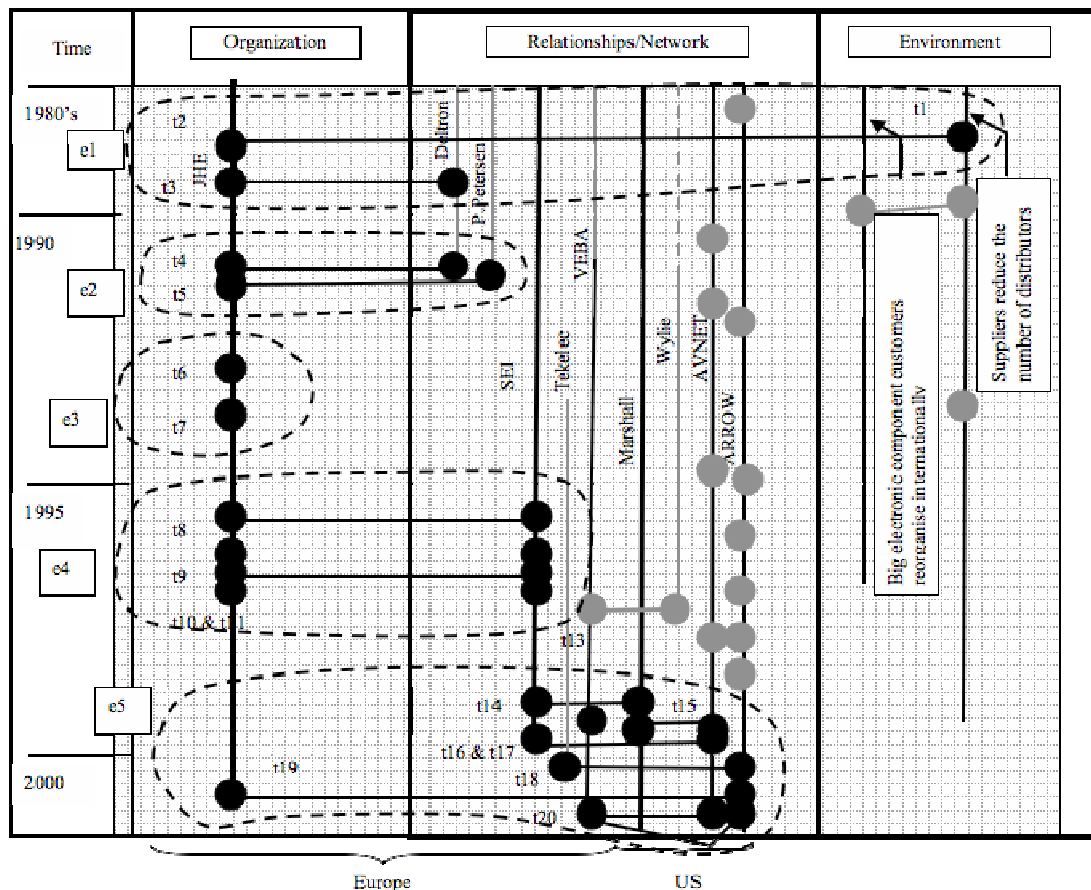 Time
Organization
Relationships/Network
Environment
1980's
e1
t2
t3
JHE
Deltron
P. Petersen
t1
1990
e2
t4
t5
VEBA
Big electronic component customers
reorganise internationally
Suppliers reduce the
number of distributors
e3
t6
t7
SEI
Tekelec
Marshall
Wylie
AVNET
ARROW
1995
e4
t8
t9
t10 & t11
t13
e5
t14
t15
t16 & t17
t18
t19
2000
t20
Europe
US